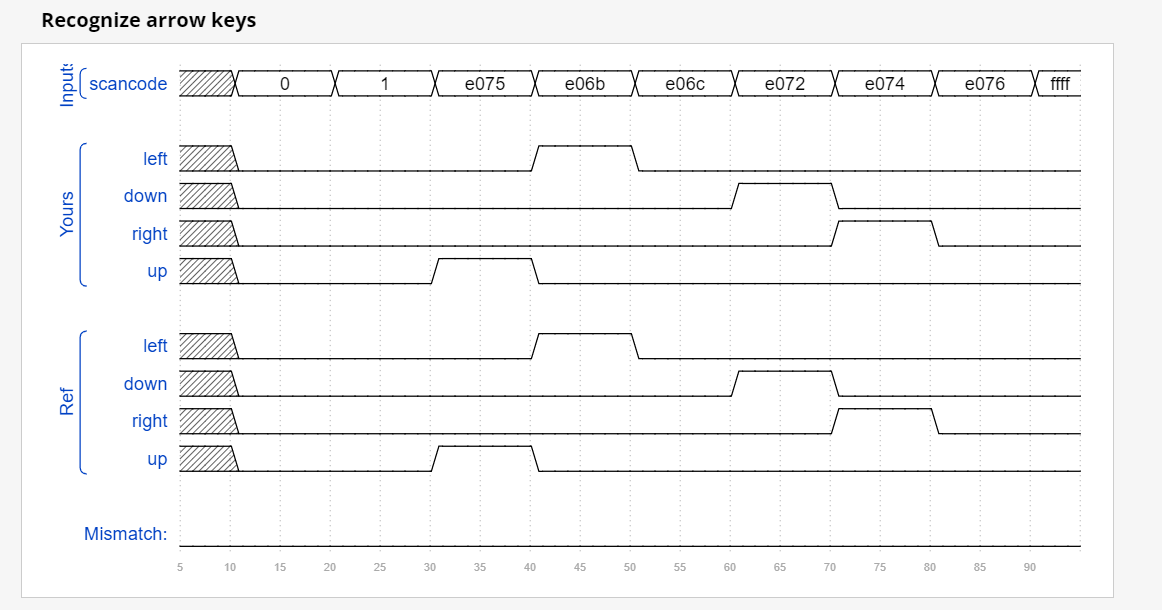 Recognize arrow keys
Inputs
scancode 0 1 e075 e06b e06c e072 e074 e076 ffff
Yours
left
down
right
up
Ref
left
down
right
up
Mismatch:
5 10 15 20 25 30 35 40 45 50 55 60 65 70 75 80 85 90